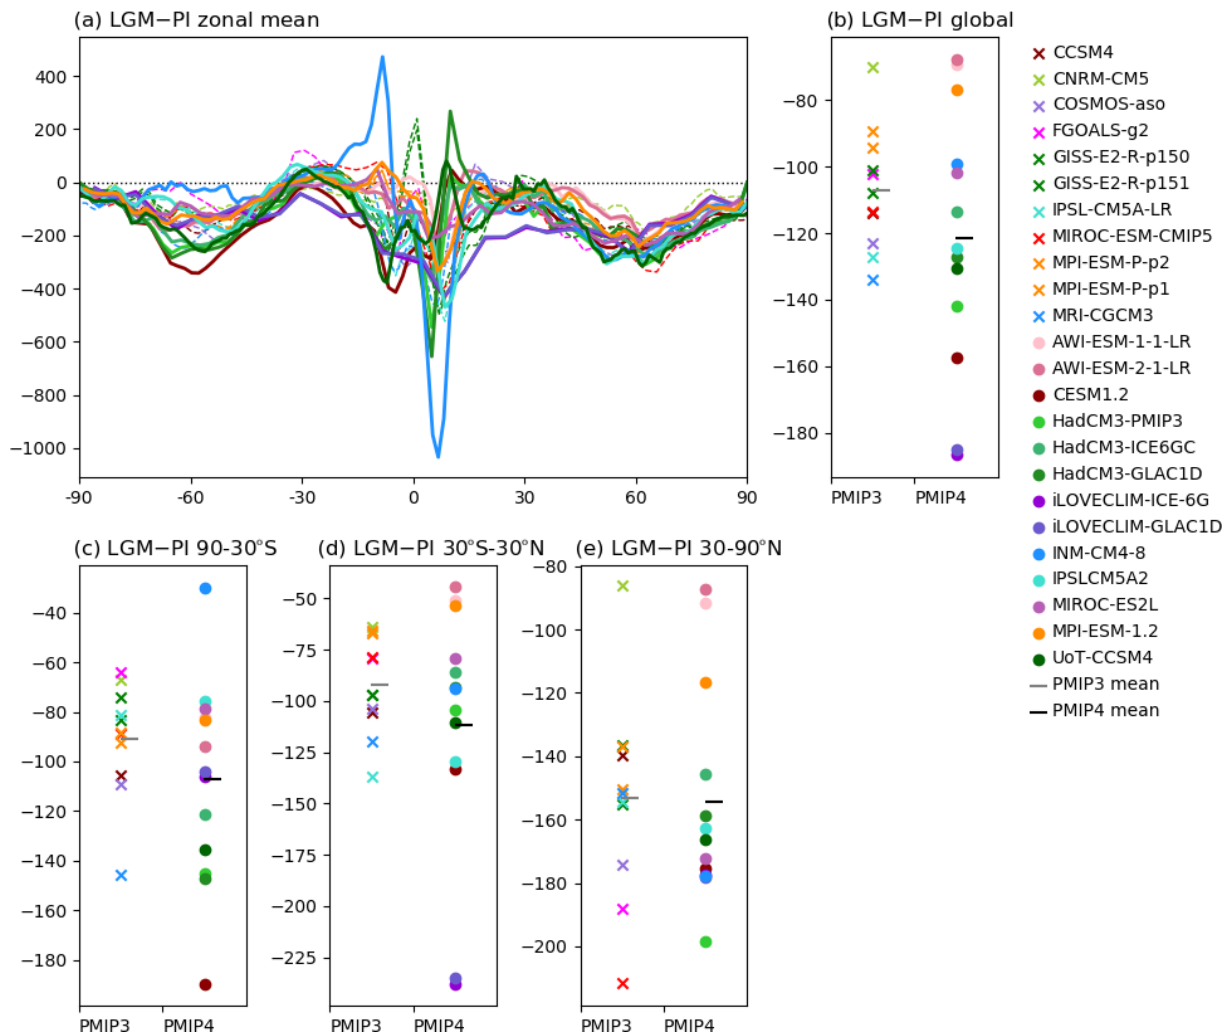 (a) LGM−PI zonal mean
400
200
0
−200
−400
−600
−800
−1000
-90
-60
-30
0
30
60
90
(b) LGM−PI global
−80
−100
−120
−140
−160
−180
PMIP3
PMIP4
CCSM4
CNRM-CM5
COSMOS-aso
FGOALS-g2
GISS-E2-R-p150
GISS-E2-R-p151
IPSL-CM5A-LR
MIROC-ESM-CMIP5
MPI-ESM-P-p2
MPI-ESM-P-p1
MRI-CGCM3
AWI-ESM-1-1-LR
AWI-ESM-2-1-LR
CESM1.2
HadCM3-PMIP3
HadCM3-ICE6GC
HadCM3-GLAC1D
iLOVECLIM-ICE-6G
iLOVECLIM-GLAC1D
INM-CM4-8
IPSLCM5A2
MIROC-ES2L
MPI-ESM-1.2
UoT-CCSM4
PMIP3 mean
PMIP4 mean
(c) LGM−PI 90-30°S
−40
−60
−80
−100
−120
−140
−160
−180
PMIP3
PMIP4
(d) LGM−PI 30°S-30°N
−50
−75
−100
−125
−150
−175
−200
−225
PMIP3
PMIP4
(e) LGM−PI 30-90°N
−80
−100
−120
−140
−160
−180
−200
PMIP3
PMIP4